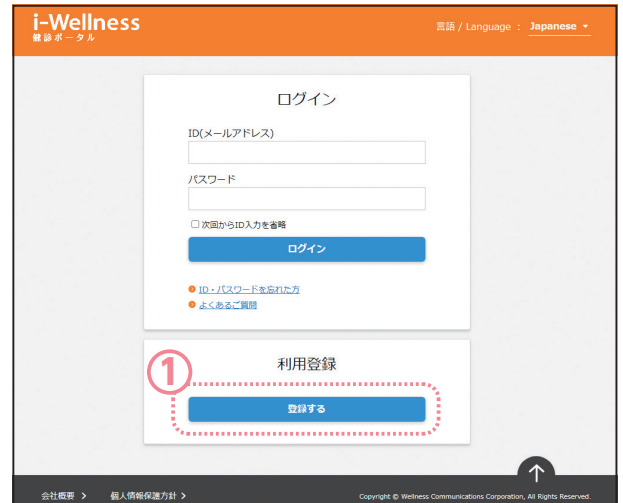 i-Wellness
健診ポータル
言語 / Language : Japanese
ログイン
ID(メールアドレス)
パスワード
次回からID入力を省略
ログイン
ID・パスワードを忘れた方
よくあるご質問
①
利用登録
登録する
会社概要 >
個人情報保護方針 >
Copyright © Wellness Communications Corporation, All Rights Reserved.